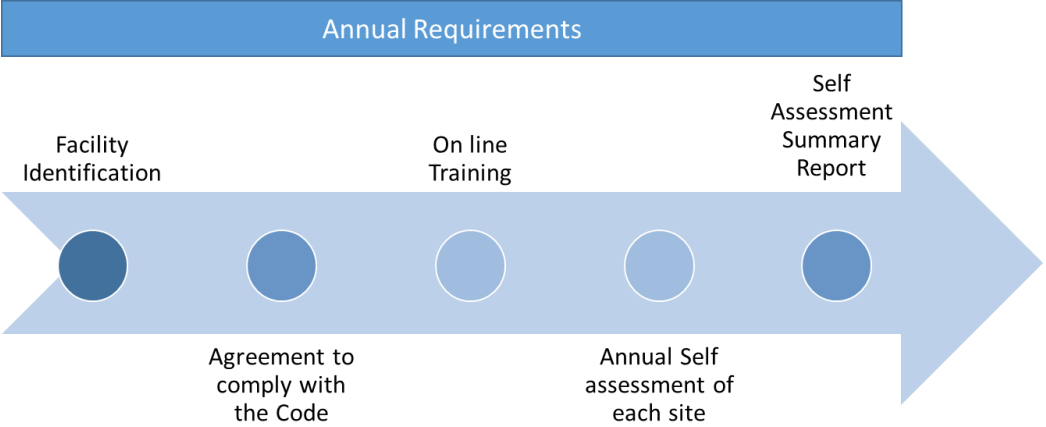 Annual Requirements
Facility
Identification
Agreement to
comply with
the Code
On line
Training
Annual Self
assessment of
each site
Self
Assessment
Summary
Report